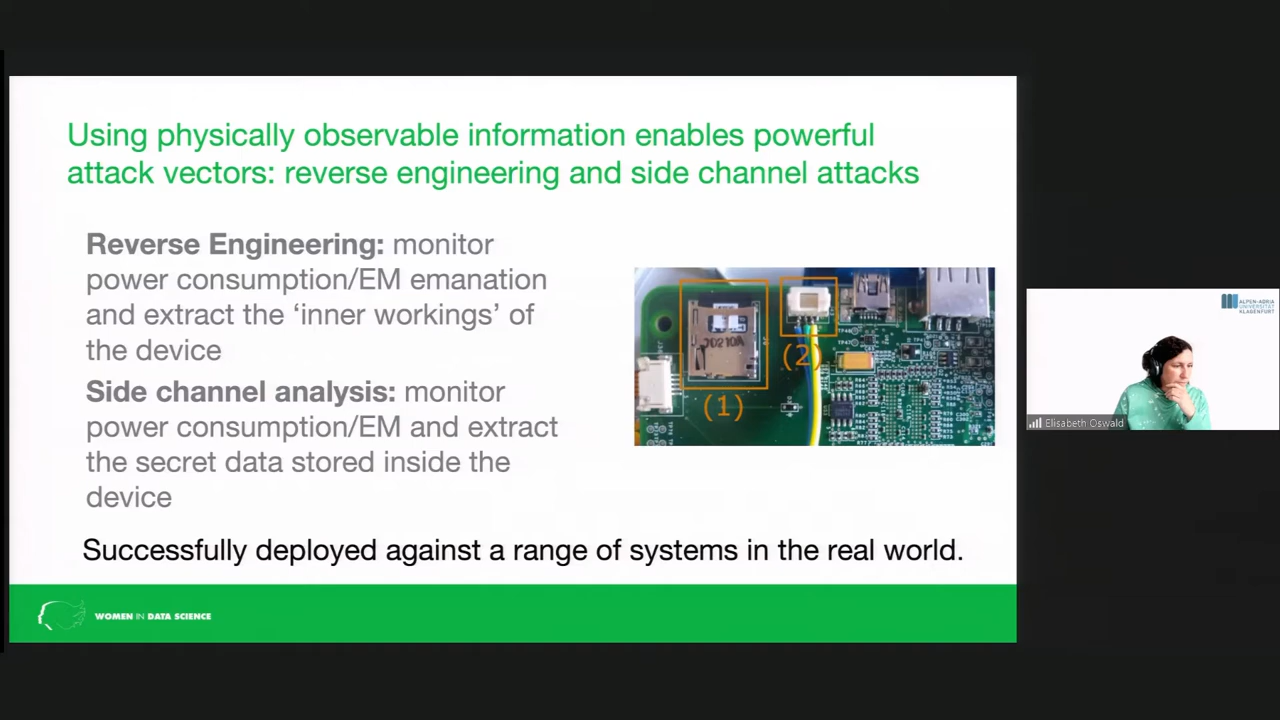 Using physically observable information enables powerful
attack vectors: reverse engineering and side channel attacks
Reverse Engineering: monitor
power consumption/EM emanation
and extract the ‘inner workings’ of
the device
Side channel analysis: monitor
power consumption/EM and extract
the secret data stored inside the
device
(1)
(2)
Successfully deployed against a range of systems in the real world.
WOMEN IN DATA SCIENCE
ALPEN-ADRIA
UNIVERSITÄT
KLAGENFURT
Elisabeth Oswald